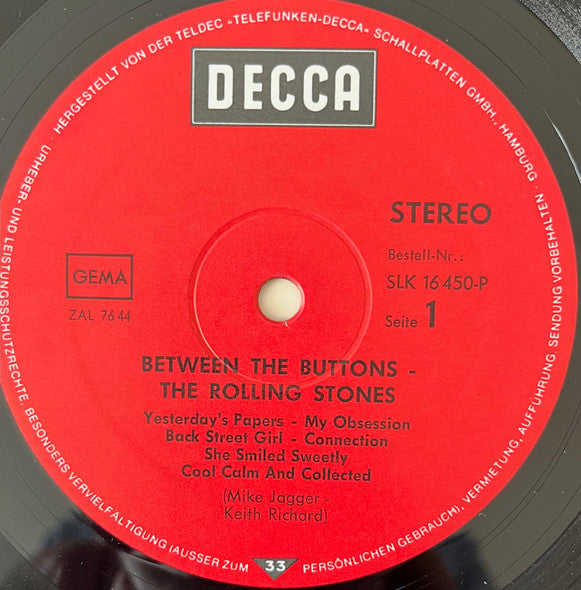 DECCA
STEREO
Bestell-Nr.:
SLK 16 450-P
Seite 1
GEMA
ZAL 7644
BETWEEN THE BUTTONS -
THE ROLLING STONES
Yesterday's Papers - My Obsession
Back Street Girl - Connection
She Smiled Sweetly
Cool Calm And Collected
(Mike Jagger -
Keith Richard)
33
HERGESTELLT VON DER TELDEC »TELEFUNKEN-DECCA« SCHALLPLATTEN GMBH., HAMBURG
URHEBER- UND LEISTUNGSSCHUTZRECHTE, BESONDERS VERVIELFÄLTIGUNG (AUSSER ZUM PERSÖNLICHEN GEBRAUCH), VERMIETUNG, AUFFÜHRUNG, SENDUNG VORBEHALTEN